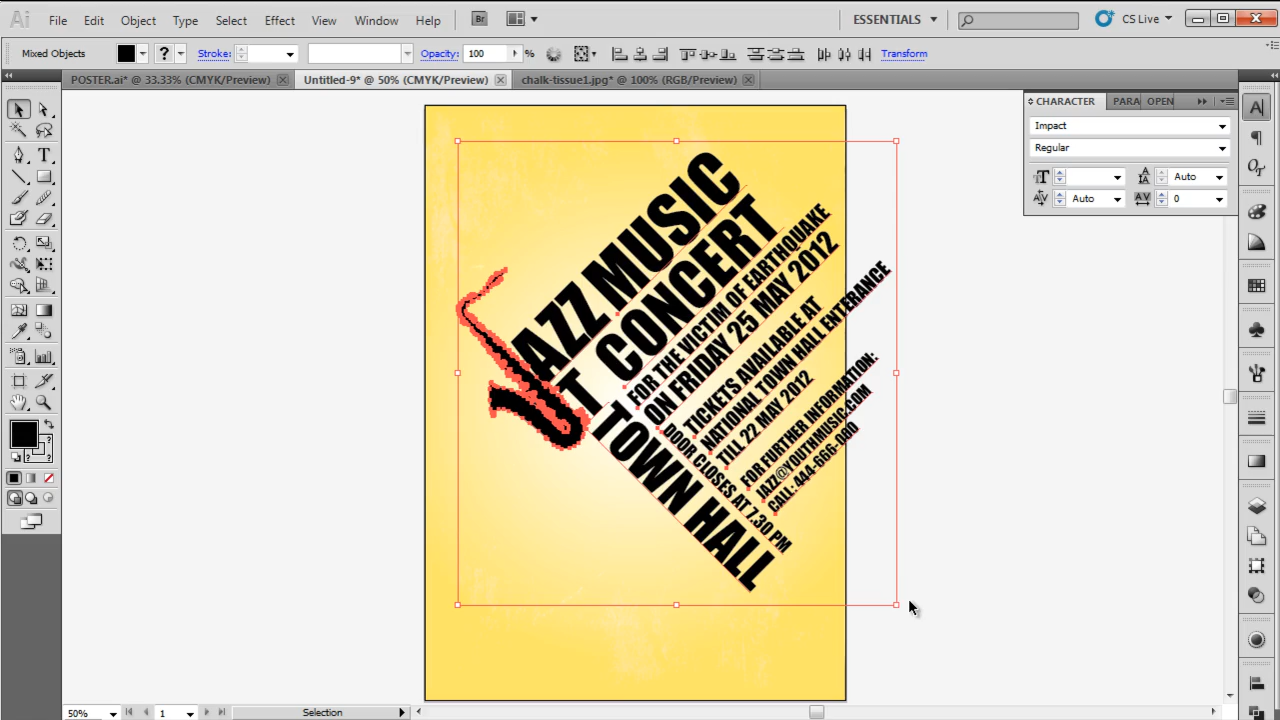 Ai File Edit Object Type Select Effect View Window Help Br ESSENTIALS CS Live
Mixed Objects ? Stroke: Opacity: 100 % Transform
POSTER.ai* @ 33.33% (CMYK/Preview) Untitled-9* @ 50% (CMYK/Preview) chalk-tissue1.jpg* @ 100% (RGB/Preview)
CHARACTER PARA OPEN
Impact
Regular
Auto
Auto 0
AZZ MUSIC
T CONCERT
FOR THE VICTIM OF EARTHQUAKE
ON FRIDAY 25 MAY 2012
TICKETS AVAILABLE AT
NATIONAL TOWN HALL ENTERANCE
TILL 22 MAY 2012
FOR FURTHER INFORMATION:
JAZZ@YOUTHMUSIC.COM
CALL: 444-666-000
DOOR CLOSES AT 7.30 PM
TOWN HALL
50% 1 Selection